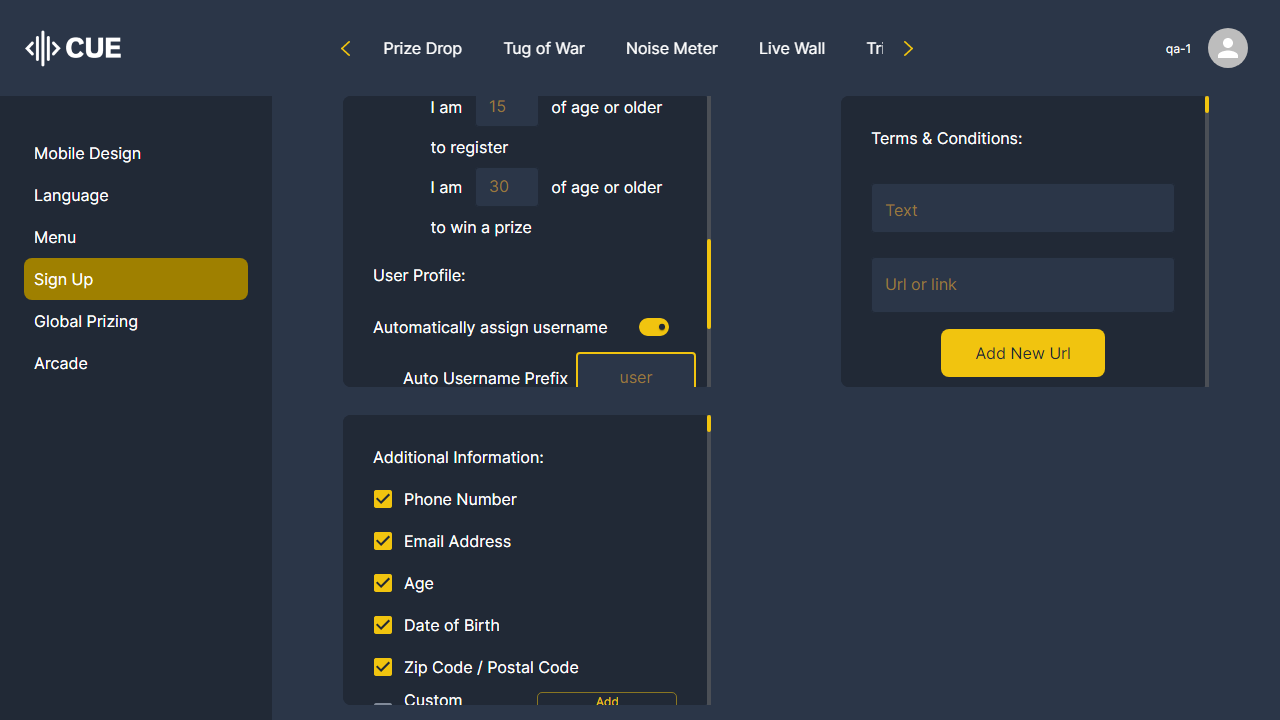 CUE
Prize Drop
Tug of War
Noise Meter
Live Wall
Tri
qa-1
Mobile Design
Language
Menu
Sign Up
Global Prizing
Arcade
I am 15 of age or older
to register
I am 30 of age or older
to win a prize
User Profile:
Automatically assign username
Auto Username Prefix user
Terms & Conditions:
Text
Url or link
Add New Url
Additional Information:
Phone Number
Email Address
Age
Date of Birth
Zip Code / Postal Code
Custom Add